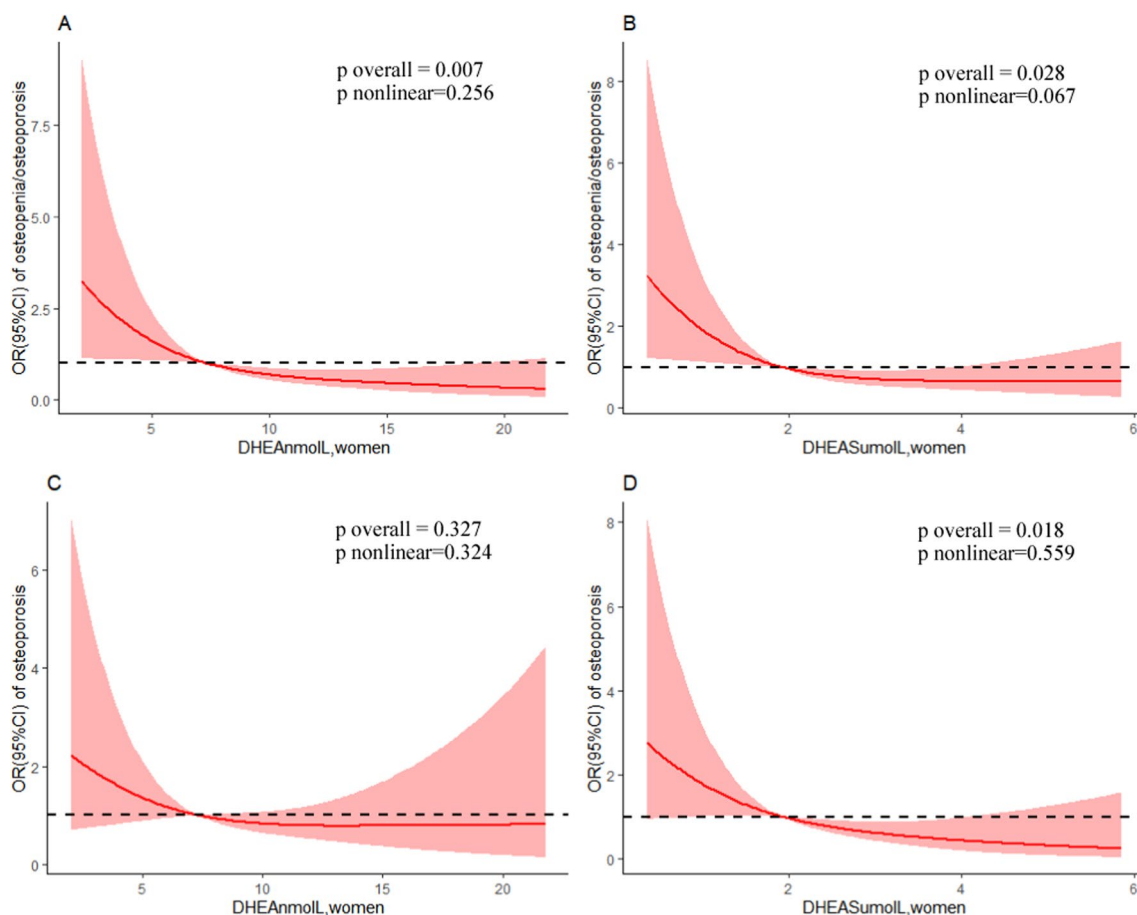 A
p overall = 0.007
p nonlinear=0.256
OR(95%CI) of osteopenia/osteoporosis
7.5
5.0
2.5
0.0
5
10
15
20
DHEAnmolL,women
B
p overall = 0.028
p nonlinear=0.067
OR(95%CI) of osteopenia/osteoporosis
8
6
4
2
0
2
4
6
DHEASumolL,women
C
p overall = 0.327
p nonlinear=0.324
OR(95%CI) of osteoporosis
6
4
2
0
5
10
15
20
DHEAnmolL,women
D
p overall = 0.018
p nonlinear=0.559
OR(95%CI) of osteoporosis
8
6
4
2
0
2
4
6
DHEASumolL,women